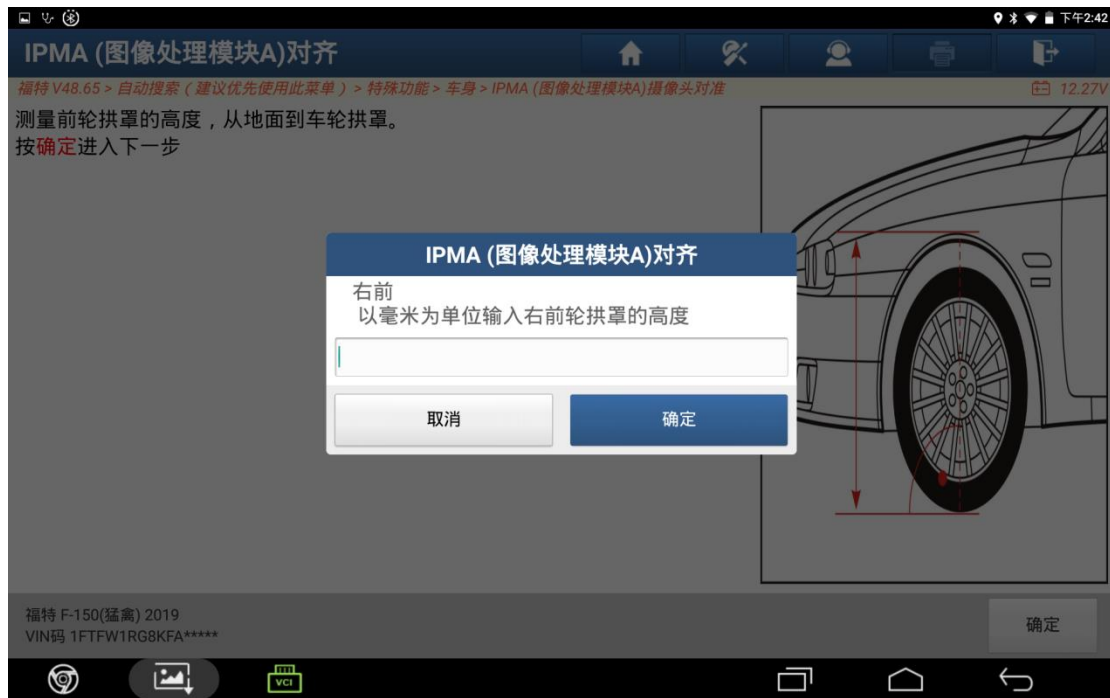 下午2:42
IPMA (图像处理模块A)对齐
福特 V48.65 > 自动搜索 ( 建议优先使用此菜单 ) > 特殊功能 > 车身 > IPMA (图像处理模块A)摄像头对准
12.27V
测量前轮拱罩的高度，从地面到车轮拱罩。
按确定进入下一步
IPMA (图像处理模块A)对齐
右前
以毫米为单位输入右前轮拱罩的高度
取消
确定
福特 F-150(猛禽) 2019
VIN码 1FTFW1RG8KFA*****
确定
VCI